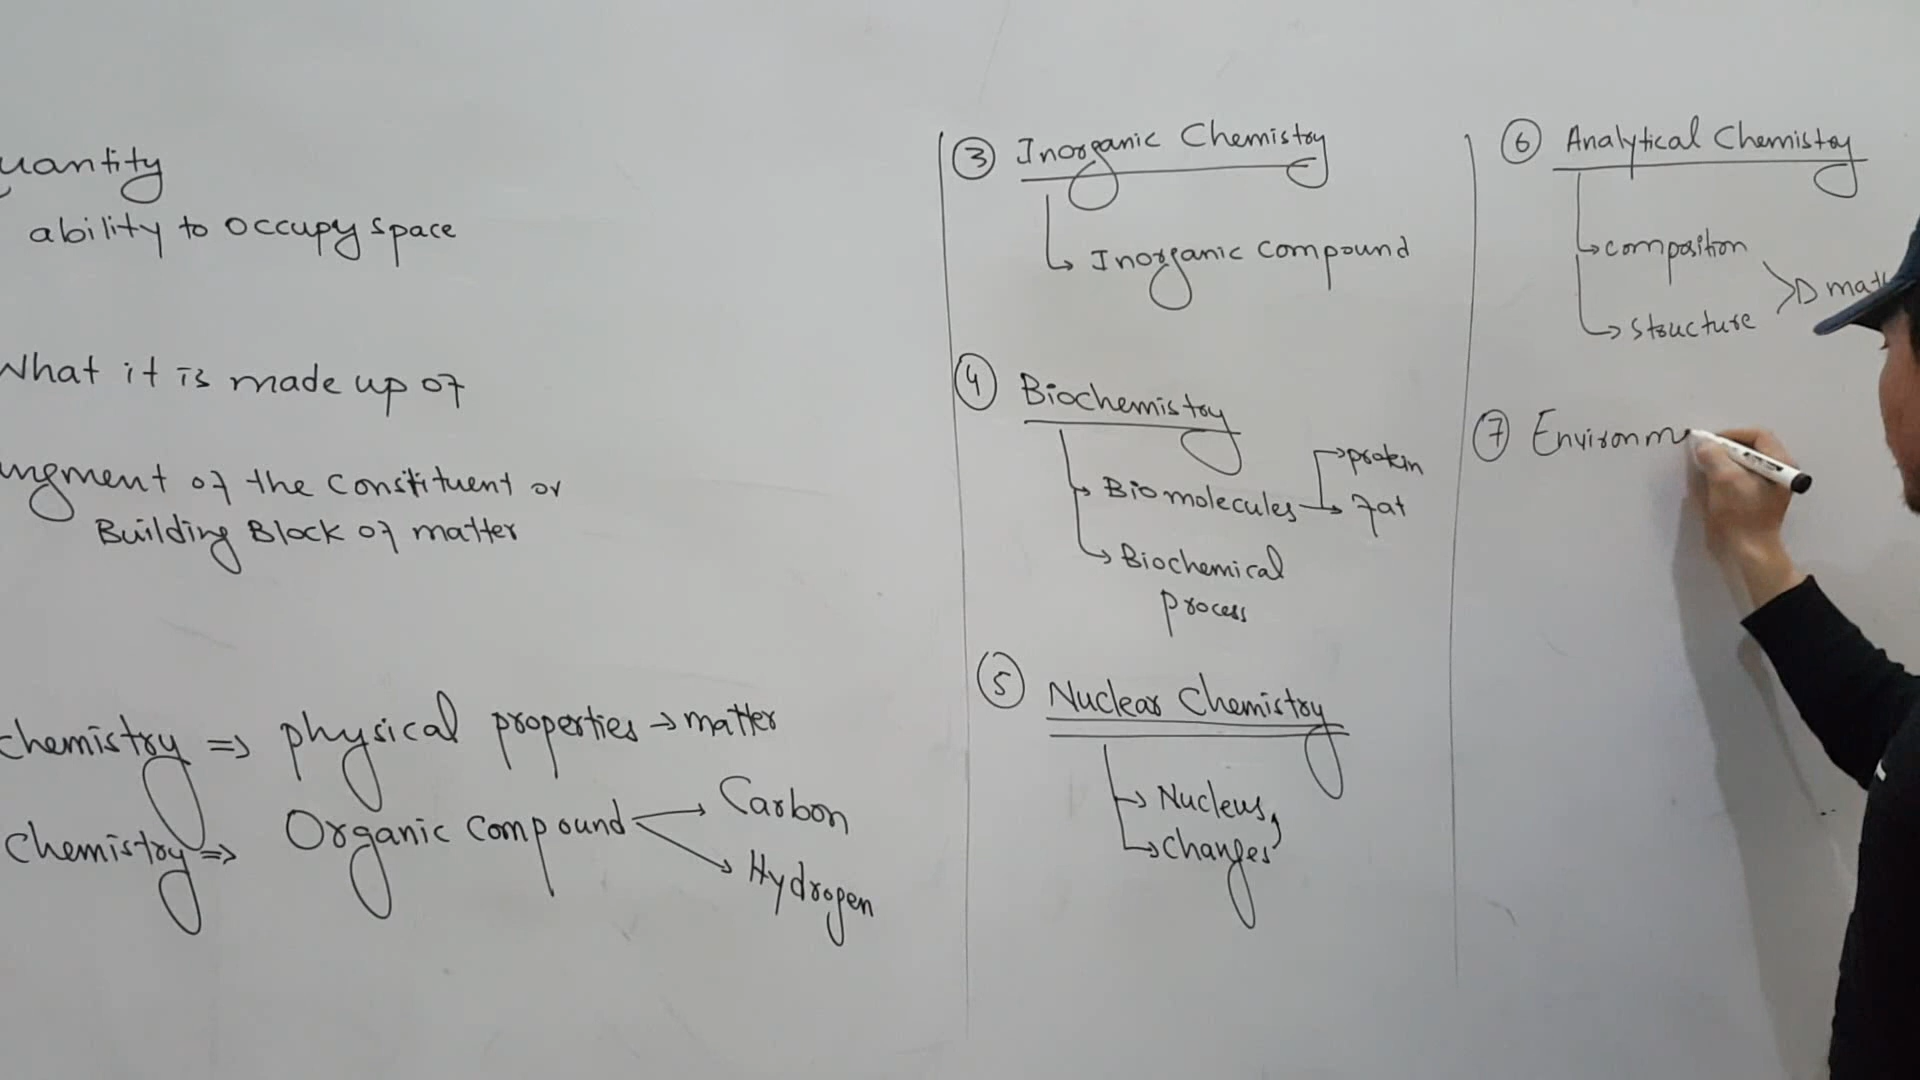 uantity
ability to occupy space
What it is made up of
ngment of the constituent or
Building Block of matter
chemistry => physical properties → matter
chemistry => Organic compound → Carbon
→ Hydrogen
③ Inorganic Chemistry
↳ Inorganic compound
④ Biochemistry
↳ Biomolecules → protein
→ fat
↳ Biochemical
process
⑤ Nuclear Chemistry
↳ Nucleus,
↳ changes
⑥ Analytical Chemistry
↳ composition
↳ structure
matt
⑦ Environm